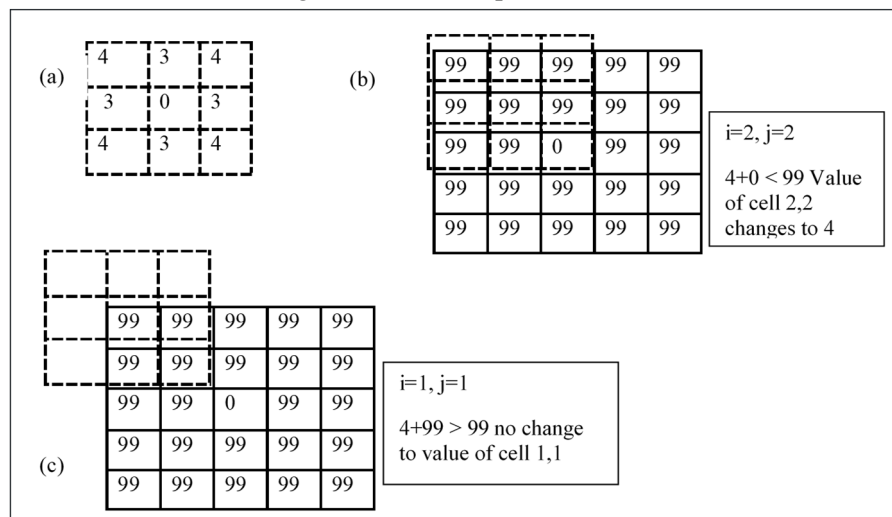 (a)
4 3 4
3 0 3
4 3 4
(b)
99 99 99 99 99
99 99 99 99 99
99 99 0 99 99
99 99 99 99 99
99 99 99 99 99
i=2, j=2
4+0 < 99 Value
of cell 2,2
changes to 4
99 99 99 99 99
99 99 99 99 99
99 99 0 99 99
99 99 99 99 99
99 99 99 99 99
(c)
i=1, j=1
4+99 > 99 no change
to value of cell 1,1